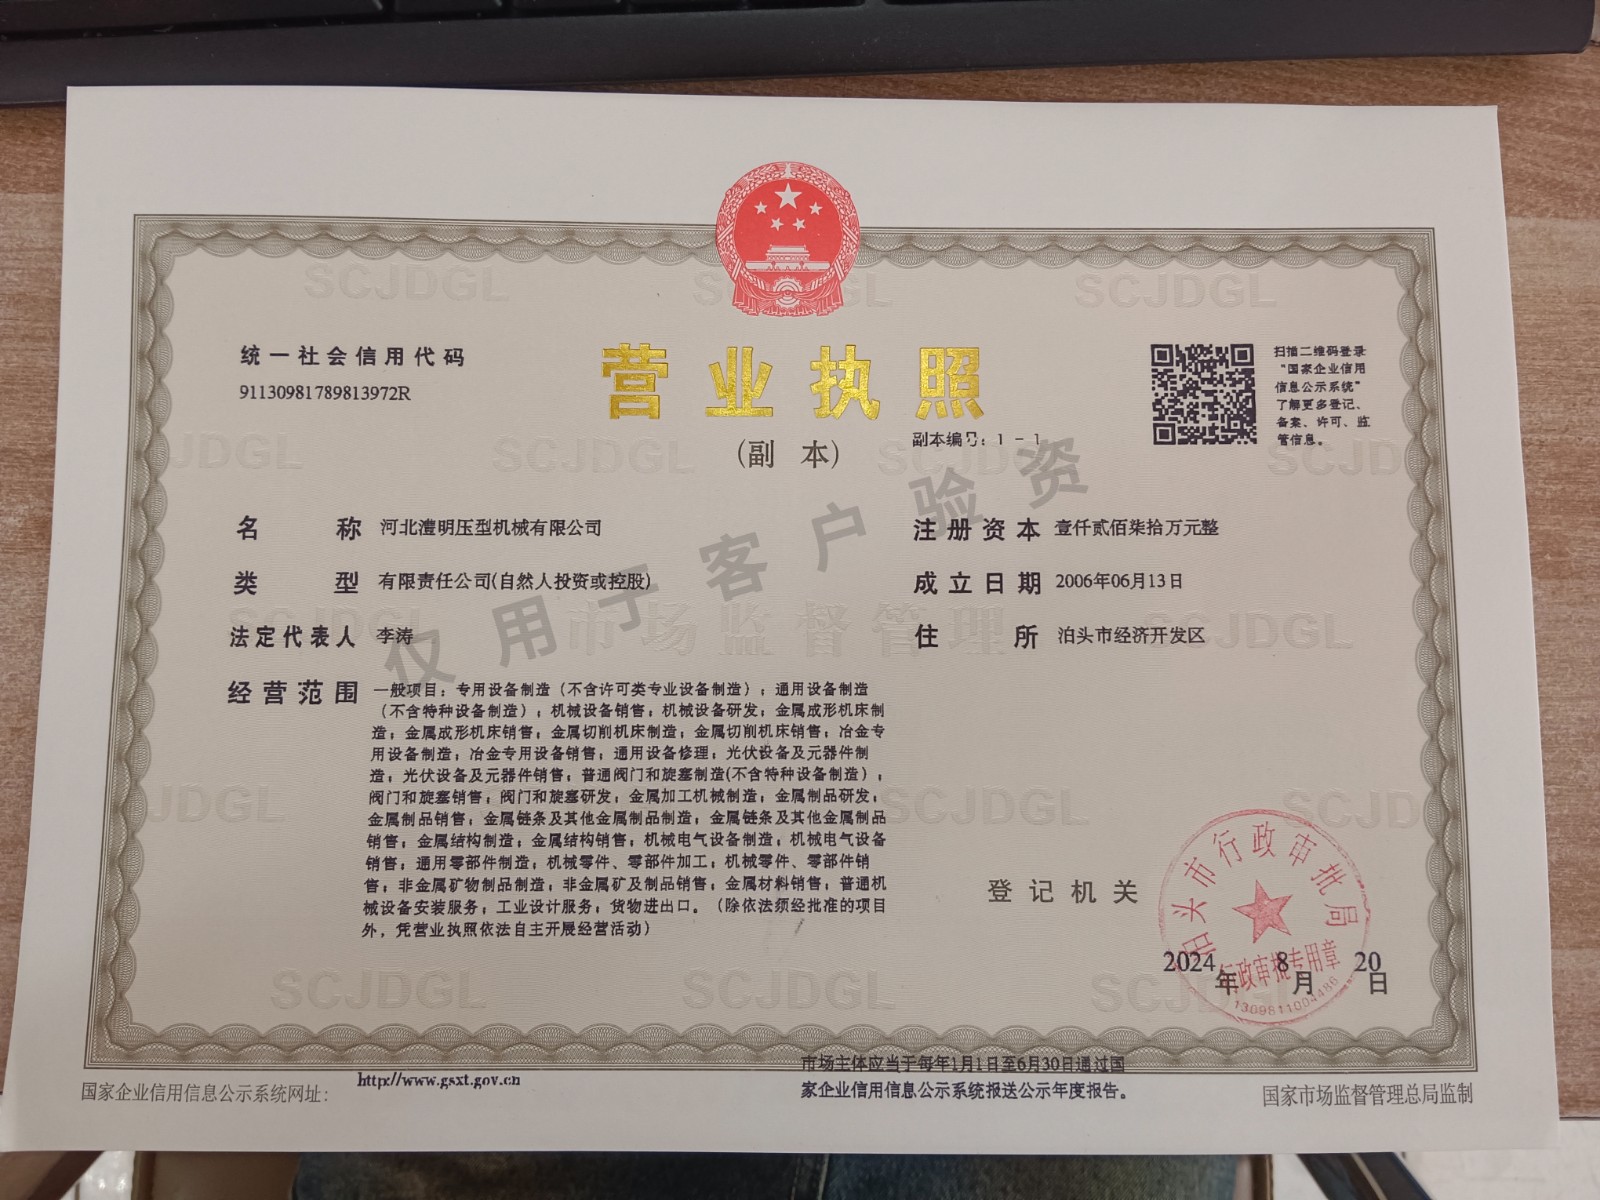 统一社会信用代码
91130981789813972R
营业执照
(副 本)
副本编号：1 - 1
扫描二维码登录
“国家企业信用
信息公示系统”
了解更多登记、
备案、许可、监
管信息。
名 称 河北澧明压型机械有限公司
类 型 有限责任公司(自然人投资或控股)
法定代表人 李涛
经营范围 一般项目：专用设备制造（不含许可类专业设备制造）；通用设备制造
（不含特种设备制造）；机械设备销售；机械设备研发；金属成形机床制
造；金属成形机床销售；金属切削机床制造；金属切削机床销售；冶金专
用设备制造；冶金专用设备销售；通用设备修理；光伏设备及元器件制
造；光伏设备及元器件销售；普通阀门和旋塞制造(不含特种设备制造）；
阀门和旋塞销售；阀门和旋塞研发；金属加工机械制造；金属制品研发；
金属制品销售；金属链条及其他金属制品制造；金属链条及其他金属制品
销售；金属结构制造；金属结构销售；机械电气设备制造；机械电气设备
销售；通用零部件制造；机械零件、零部件加工；机械零件、零部件销
售；非金属矿物制品制造；非金属矿及制品销售；金属材料销售；普通机
械设备安装服务；工业设计服务；货物进出口。（除依法须经批准的项目
外，凭营业执照依法自主开展经营活动）
注册资本 壹仟贰佰柒拾万元整
成立日期 2006年06月13日
住 所 泊头市经济开发区
仅用于客户验资
市场监督管理
SCJDGL
登记机关
泊头市行政审批局
行政审批专用章
1309811004486
2024年8月20日
国家企业信用信息公示系统网址：
http://www.gsxt.gov.cn
市场主体应当于每年1月1日至6月30日通过国
家企业信用信息公示系统报送公示年度报告。
国家市场监督管理总局监制